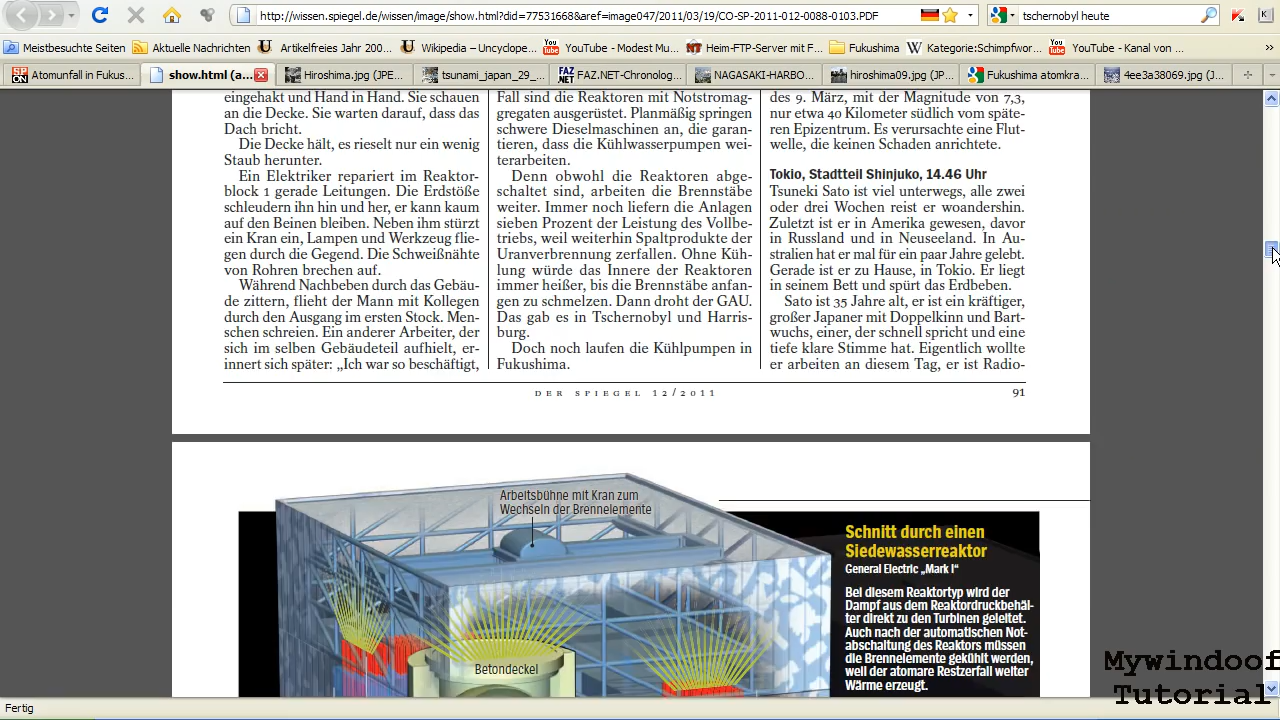 http://wissen.spiegel.de/wissen/image/show.html?did=77531668&aref=image047/2011/03/19/CO-SP-2011-012-0088-0103.PDF
tschernobyl heute
Meistbesuchte Seiten
Aktuelle Nachrichten
Artikelfreies Jahr 200...
Wikipedia – Uncyclope...
YouTube - Modest Mu...
Heim-FTP-Server mit F...
Fukushima
Kategorie:Schimpfwor...
YouTube - Kanal von ...
Atomunfall in Fukus...
show.html (a...
Hiroshima.jpg (JPE...
tsunami_japan_29_...
FAZ.NET-Chronolog...
NAGASAKI-HARBO...
hiroshima09.jpg (JP...
Fukushima atomkra...
4ee3a38069.jpg (J...
eingehakt und Hand in Hand. Sie schauen
an die Decke. Sie warten darauf, dass das
Dach bricht.
Die Decke hält, es rieselt nur ein wenig
Staub herunter.
Ein Elektriker repariert im Reaktor-
block 1 gerade Leitungen. Die Erdstöße
schleudern ihn hin und her, er kann kaum
auf den Beinen bleiben. Neben ihm stürzt
ein Kran ein, Lampen und Werkzeug flie-
gen durch die Gegend. Die Schweißnähte
von Rohren brechen auf.
Während Nachbeben durch das Gebäu-
de zittern, flieht der Mann mit Kollegen
durch den Ausgang im ersten Stock. Men-
schen schreien. Ein anderer Arbeiter, der
sich im selben Gebäudeteil aufhielt, er-
innert sich später: „Ich war so beschäftigt,
Fall sind die Reaktoren mit Notstromag-
gregaten ausgerüstet. Planmäßig springen
schwere Dieselmaschinen an, die garan-
tieren, dass die Kühlwasserpumpen wei-
terarbeiten.
Denn obwohl die Reaktoren abge-
schaltet sind, arbeiten die Brennstäbe
weiter. Immer noch liefern die Anlagen
sieben Prozent der Leistung des Vollbe-
triebs, weil weiterhin Spaltprodukte der
Uranverbrennung zerfallen. Ohne Küh-
lung würde das Innere der Reaktoren
immer heißer, bis die Brennstäbe anfan-
gen zu schmelzen. Dann droht der GAU.
Das gab es in Tschernobyl und Harris-
burg.
Doch noch laufen die Kühlpumpen in
Fukushima.
des 9. März, mit der Magnitude von 7,3,
nur etwa 40 Kilometer südlich vom späte-
ren Epizentrum. Es verursachte eine Flut-
welle, die keinen Schaden anrichtete.
Tokio, Stadtteil Shinjuko, 14.46 Uhr
Tsuneki Sato ist viel unterwegs, alle zwei
oder drei Wochen reist er woandershin.
Zuletzt ist er in Amerika gewesen, davor
in Russland und in Neuseeland. In Au-
stralien hat er mal für ein paar Jahre gelebt.
Gerade ist er zu Hause, in Tokio. Er liegt
in seinem Bett und spürt das Erdbeben.
Sato ist 35 Jahre alt, er ist ein kräftiger,
großer Japaner mit Doppelkinn und Bart-
wuchs, einer, der schnell spricht und eine
tiefe klare Stimme hat. Eigentlich wollte
er arbeiten an diesem Tag, er ist Radio-
DER SPIEGEL 12/2011
91
Arbeitsbühne mit Kran zum
Wechseln der Brennelemente
Betondeckel
Schnitt durch einen
Siedewasserreaktor
General Electric „Mark I“
Bei diesem Reaktortyp wird der
Dampf aus dem Reaktordruckbehäl-
ter direkt zu den Turbinen geleitet.
Auch nach der automatischen Not-
abschaltung des Reaktors müssen
die Brennelemente gekühlt werden,
weil der atomare Restzerfall weiter
Wärme erzeugt.
Mywindoof
Tutorial
Fertig